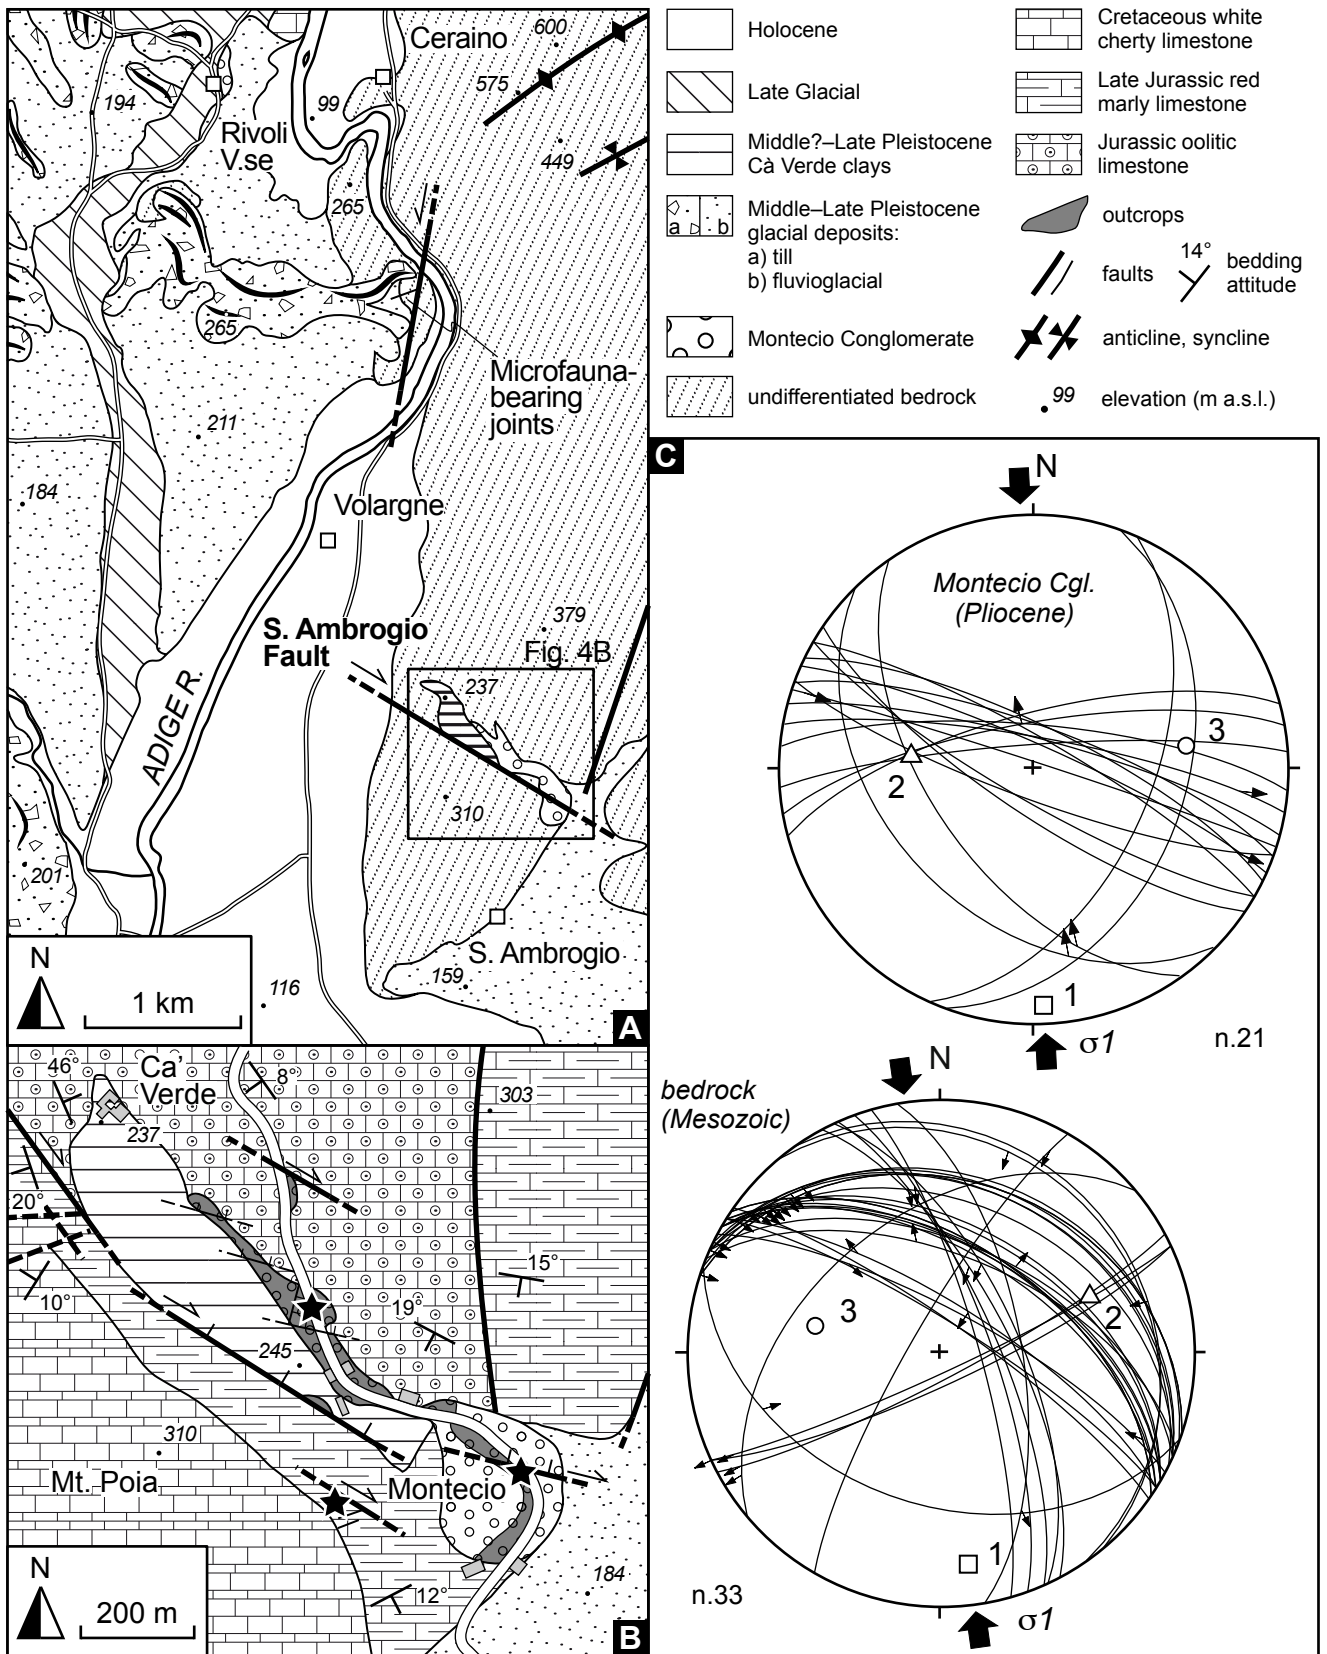 Ceraino
600
575
449
99
194
Rivoli
V.se
265
265
Microfauna-
bearing
joints
211
184
Volargne
S. Ambrogio
Fault
379
Fig. 4B
237
310
ADIGE R.
201
S. Ambrogio
159
116
N
1 km
A
Holocene
Late Glacial
Middle?–Late Pleistocene
Cà Verde clays
a b
Middle–Late Pleistocene
glacial deposits:
a) till
b) fluvioglacial
Montecio Conglomerate
undifferentiated bedrock
Cretaceous white
cherty limestone
Late Jurassic red
marly limestone
Jurassic oolitic
limestone
outcrops
faults
14°
bedding
attitude
anticline, syncline
99
elevation (m a.s.l.)
C
N
Montecio Cgl.
(Pliocene)
3
2
1
σ1
n.21
bedrock
(Mesozoic)
N
3
2
1
n.33
σ1
46°
Ca'
Verde
8°
303
237
20°
10°
15°
19°
245
310
Mt. Poia
Montecio
12°
184
N
200 m
B